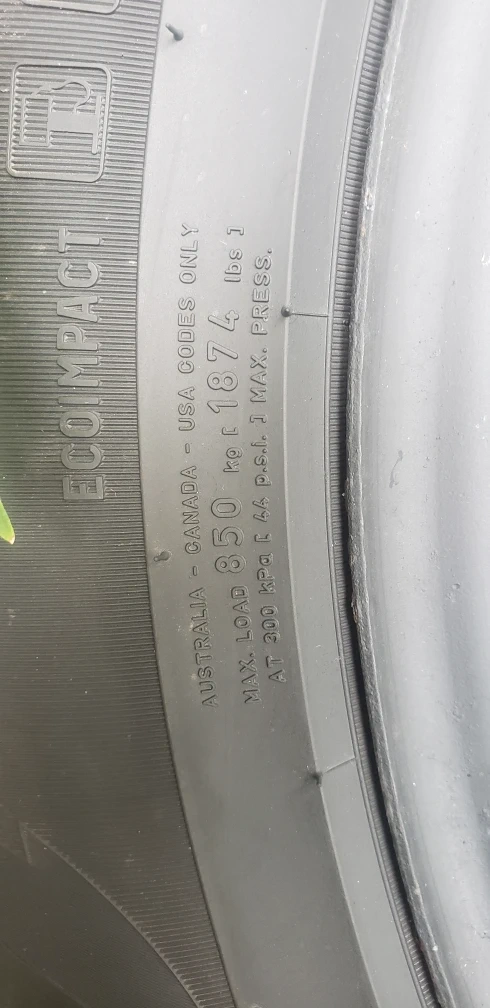 ECOIMPACT
AUSTRALIA - CANADA - USA CODES ONLY
MAX. LOAD 850 kg [ 1874 lbs ]
AT 300 kPa [ 44 p.s.i. ] MAX. PRESS.